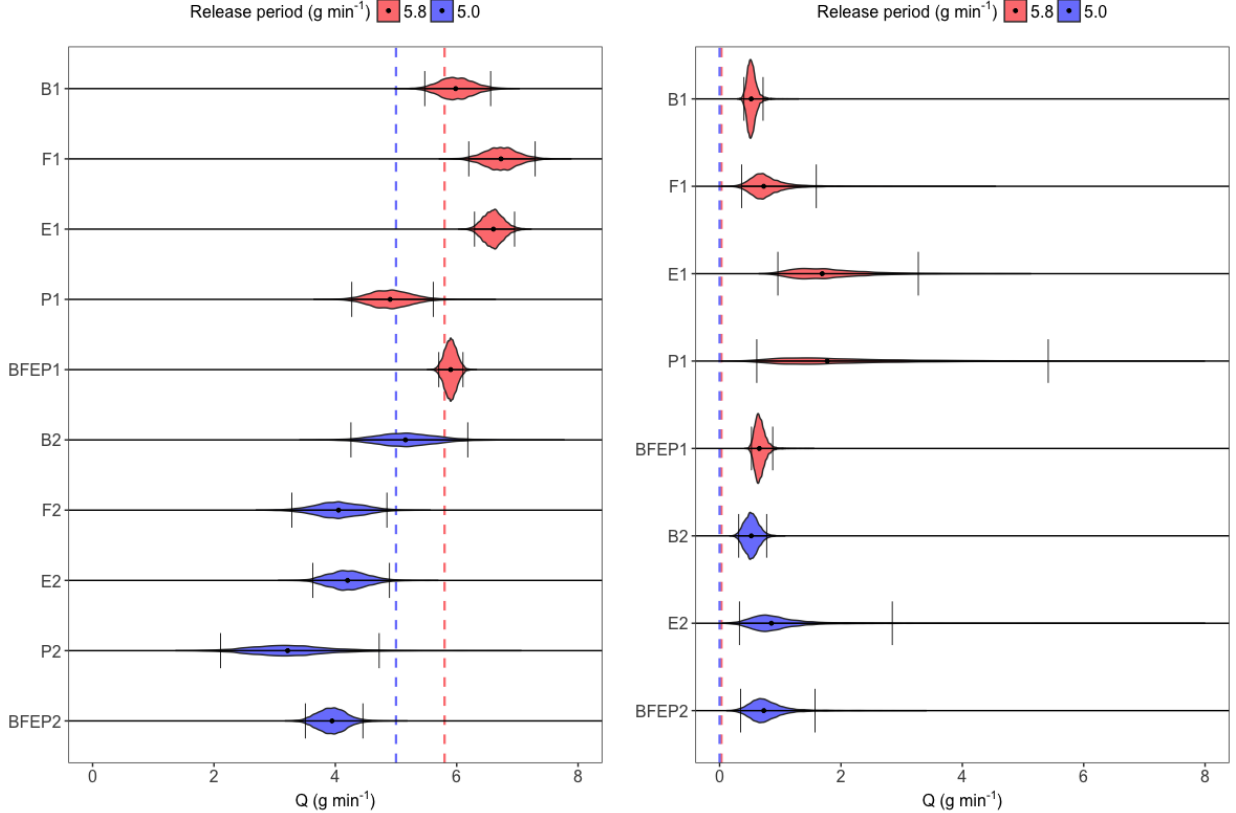 Release period (g min⁻¹) 5.8 5.0
B1
F1
E1
P1
BFEP1
B2
F2
E2
P2
BFEP2
0 2 4 6 8
Q (g min⁻¹)
Release period (g min⁻¹) 5.8 5.0
B1
F1
E1
P1
BFEP1
B2
E2
BFEP2
0 2 4 6 8
Q (g min⁻¹)